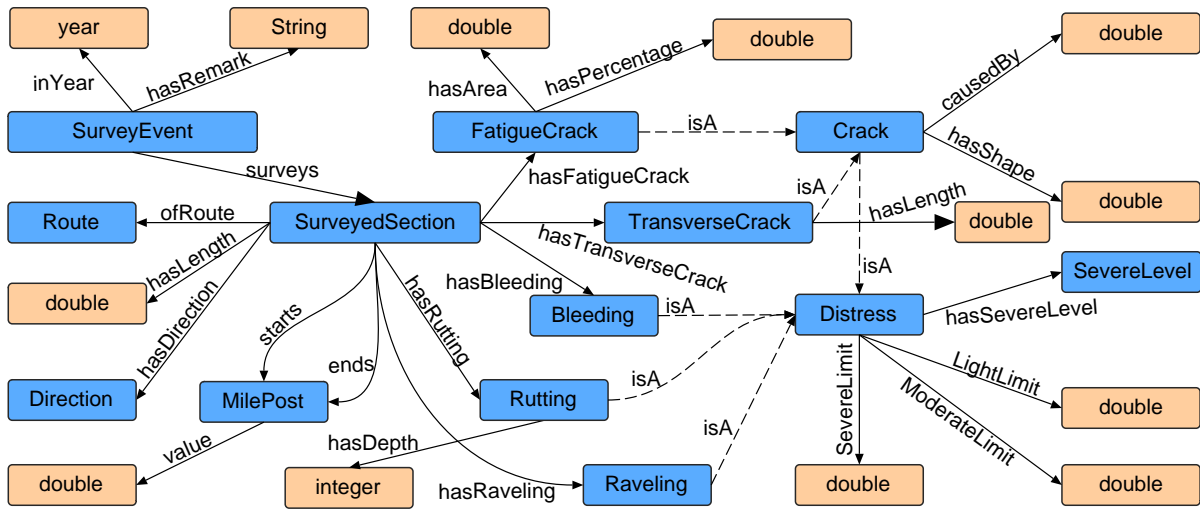 year
String
double
double
double
inYear
hasRemark
hasArea
hasPercentage
causedBy
SurveyEvent
FatigueCrack
isA
Crack
surveys
hasFatigueCrack
isA
hasShape
double
Route
ofRoute
SurveyedSection
TransverseCrack
hasLength
double
hasLength
hasTransverseCrack
hasBleeding
isA
SevereLevel
double
hasDirection
starts
ends
hasRutting
Bleeding
isA
Distress
hasSevereLevel
Direction
MilePost
Rutting
isA
SevereLimit
LightLimit
ModerateLimit
double
value
hasDepth
isA
double
integer
hasRaveling
Raveling
double
double